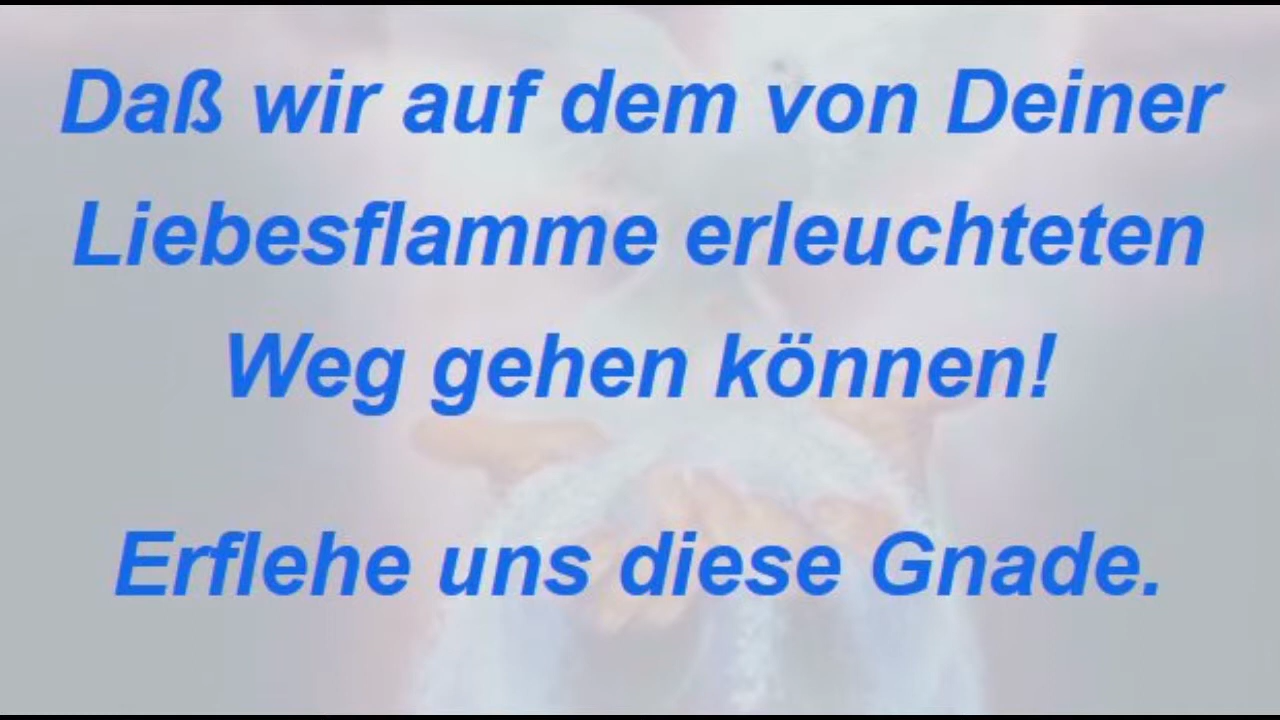 Daß wir auf dem von Deiner
Liebesflamme erleuchteten
Weg gehen können!
Erflehe uns diese Gnade.